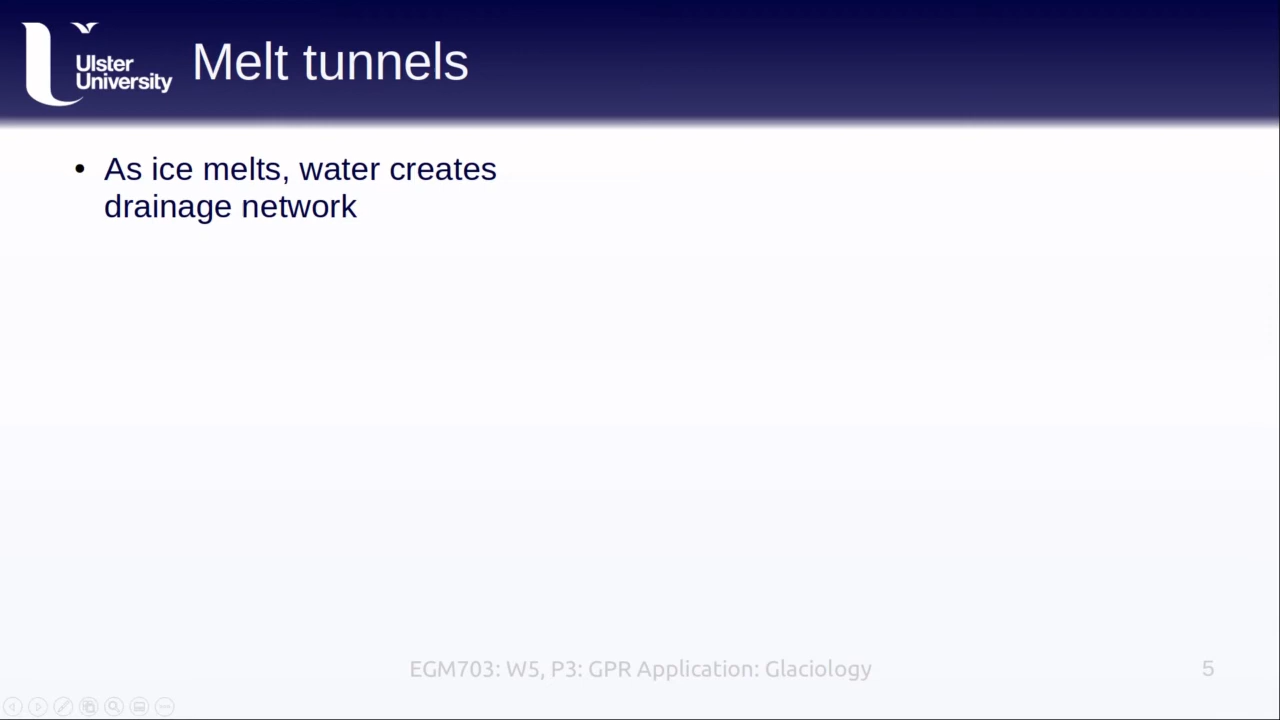 Ulster
University
Melt tunnels
• As ice melts, water creates
drainage network
EGM703: W5, P3: GPR Application: Glaciology
5